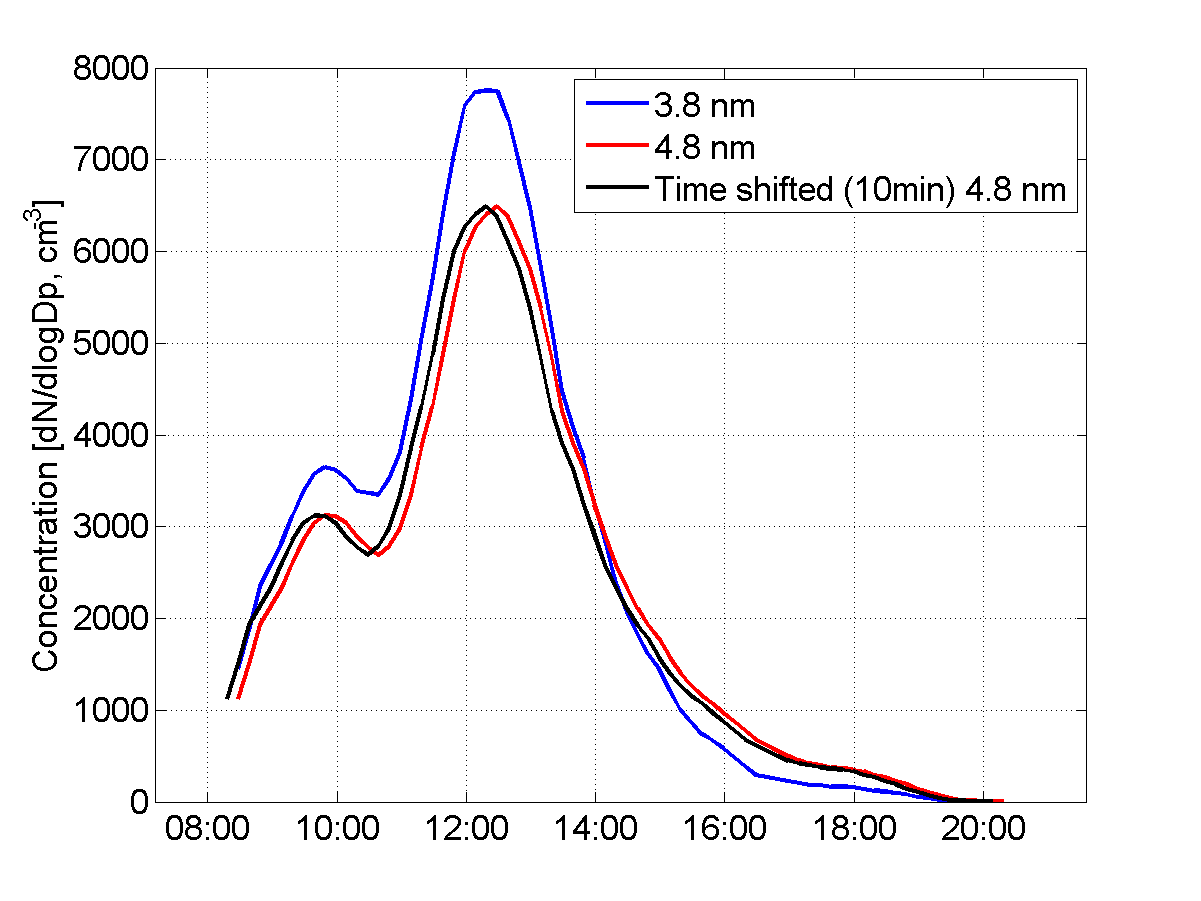 8000
7000
6000
5000
4000
3000
2000
1000
0
Concentration [dN/dlogDp, cm⁻³]
3.8 nm
4.8 nm
Time shifted (10min) 4.8 nm
08:00 10:00 12:00 14:00 16:00 18:00 20:00